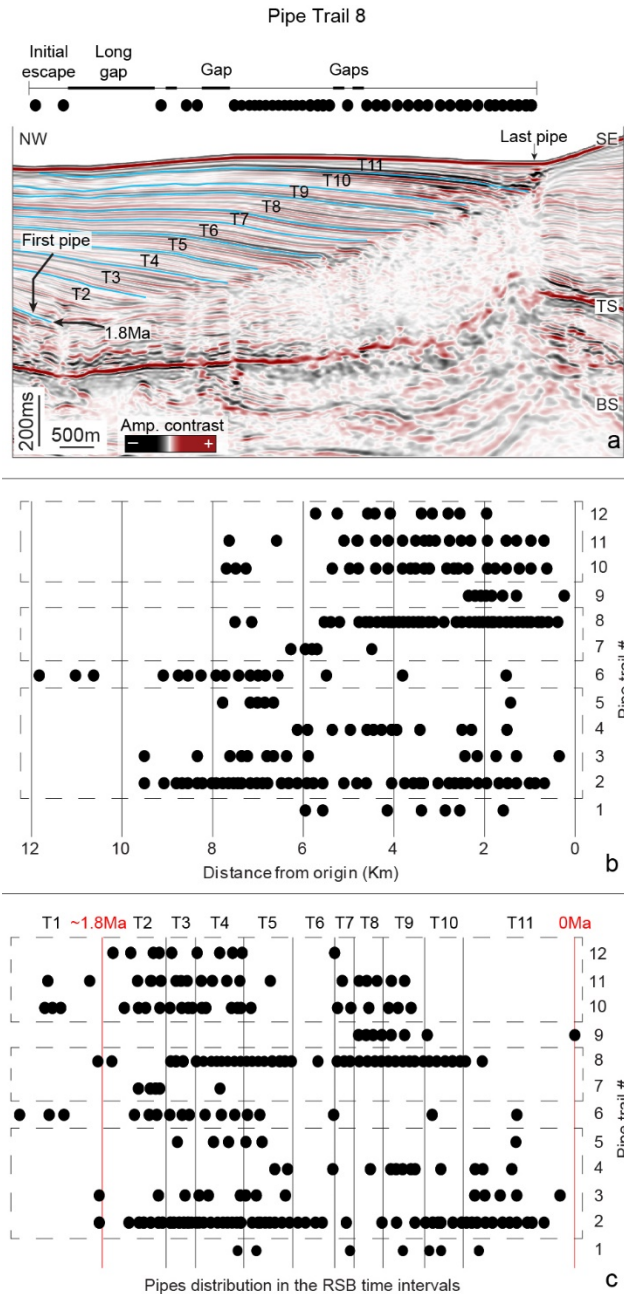 Pipe Trail 8
Initial escape
Long gap
Gap
Gaps
NW
Last pipe
SE
T11
T10
T9
T8
T7
T6
T5
T4
T3
T2
First pipe
1.8Ma
TS
BS
200ms
500m
Amp. contrast
− +
a
12
11
10
9
8
7
6
5
4
3
2
1
Pipe trail #
12 10 8 6 4 2 0
Distance from origin (Km)
b
T1 ~1.8Ma T2 T3 T4 T5 T6 T7 T8 T9 T10 T11 0Ma
12
11
10
9
8
7
6
5
4
3
2
1
Pipe trail #
Pipes distribution in the RSB time intervals
c